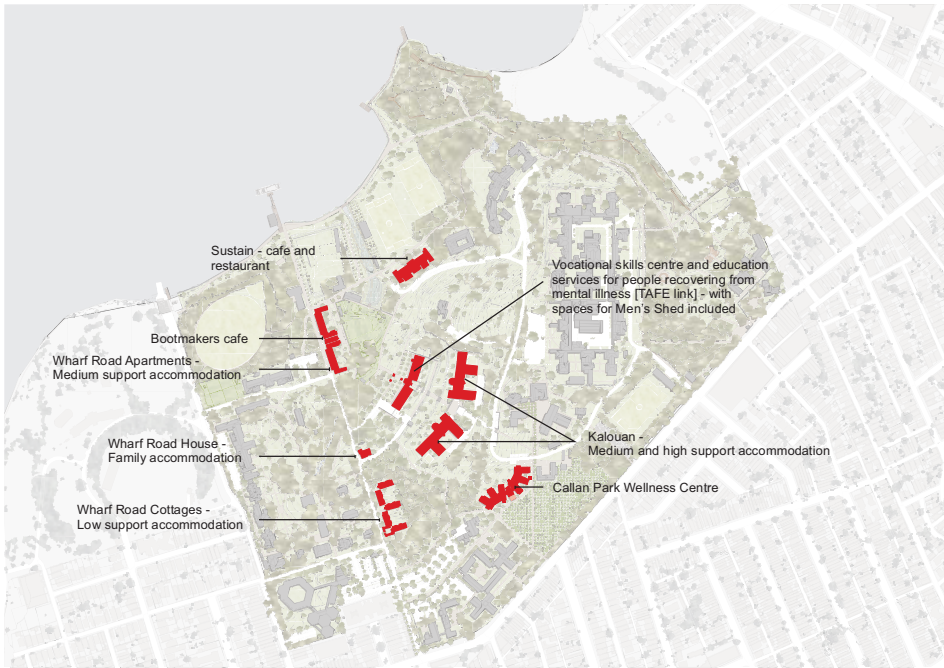 Sustain - cafe and
restaurant
Vocational skills centre and education
services for people recovering from
mental illness [TAFE link] - with
spaces for Men's Shed included
Bootmakers cafe
Wharf Road Apartments -
Medium support accommodation
Wharf Road House -
Family accommodation
Kalouan -
Medium and high support accommodation
Callan Park Wellness Centre
Wharf Road Cottages -
Low support accommodation